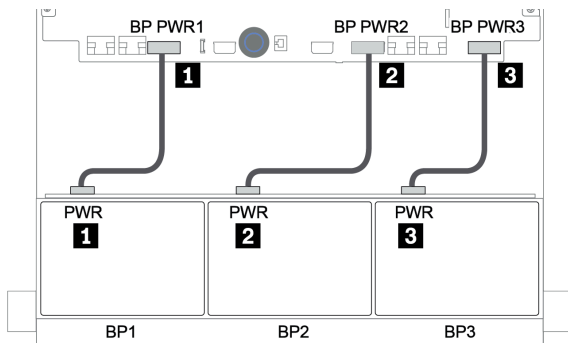 BP PWR1 BP PWR2 BP PWR3
1 2 3
PWR PWR PWR
1 2 3
BP1 BP2 BP3